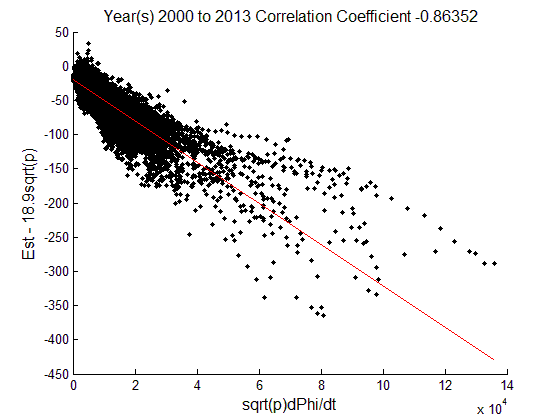 Year(s) 2000 to 2013 Correlation Coefficient -0.86352
50
0
-50
-100
-150
-200
-250
-300
-350
-400
-450
Est - 18.9sqrt(p)
0 2 4 6 8 10 12 14
x 10^4
sqrt(p)dPhi/dt